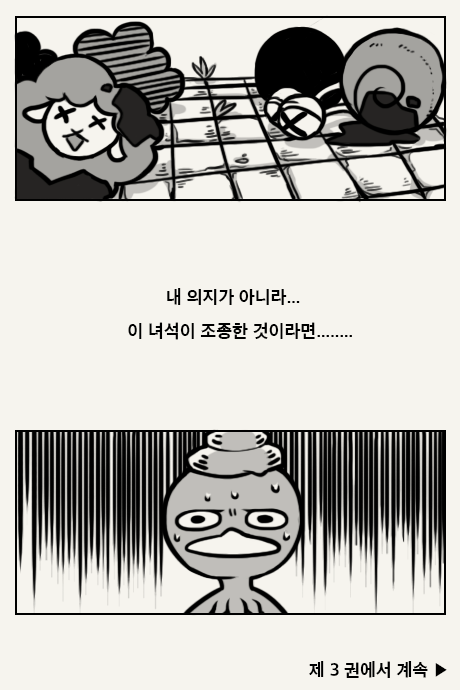 내 의지가 아니라...
이 녀석이 조종한 것이라면........
제 3 권에서 계속 ▶